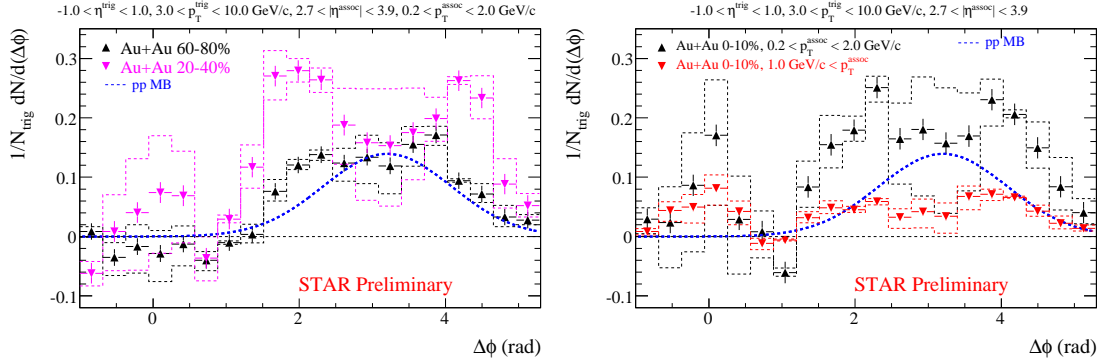 -1.0<η^trig<1.0, 3.0<p_T^trig<10.0 GeV/c, 2.7<|η^assoc|<3.9, 0.2<p_T^assoc<2.0 GeV/c
Au+Au 60-80%
Au+Au 20-40%
pp MB
1/N_trig dN/d(Δϕ)
0.3
0.2
0.1
0
-0.1
STAR Preliminary
0 2 4
Δϕ (rad)
-1.0<η^trig<1.0, 3.0<p_T^trig<10.0 GeV/c, 2.7<|η^assoc|<3.9
Au+Au 0-10%, 0.2<p_T^assoc<2.0 GeV/c
Au+Au 0-10%, 1.0 GeV/c<p_T^assoc
pp MB
1/N_trig dN/d(Δϕ)
0.3
0.2
0.1
0
-0.1
STAR Preliminary
0 2 4
Δϕ (rad)